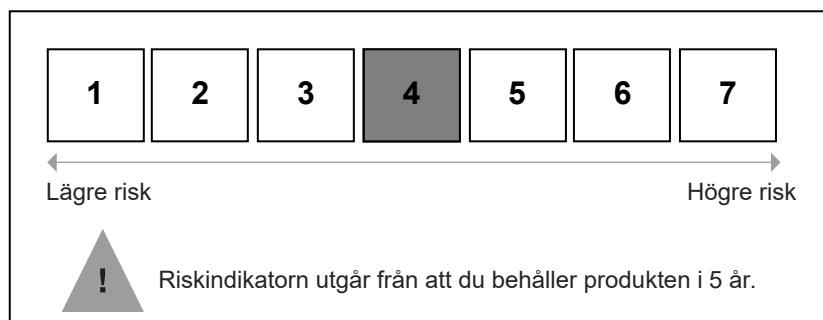 1 2 3 4 5 6 7
Lägre risk Högre risk
! Riskindikatorn utgår från att du behåller produkten i 5 år.